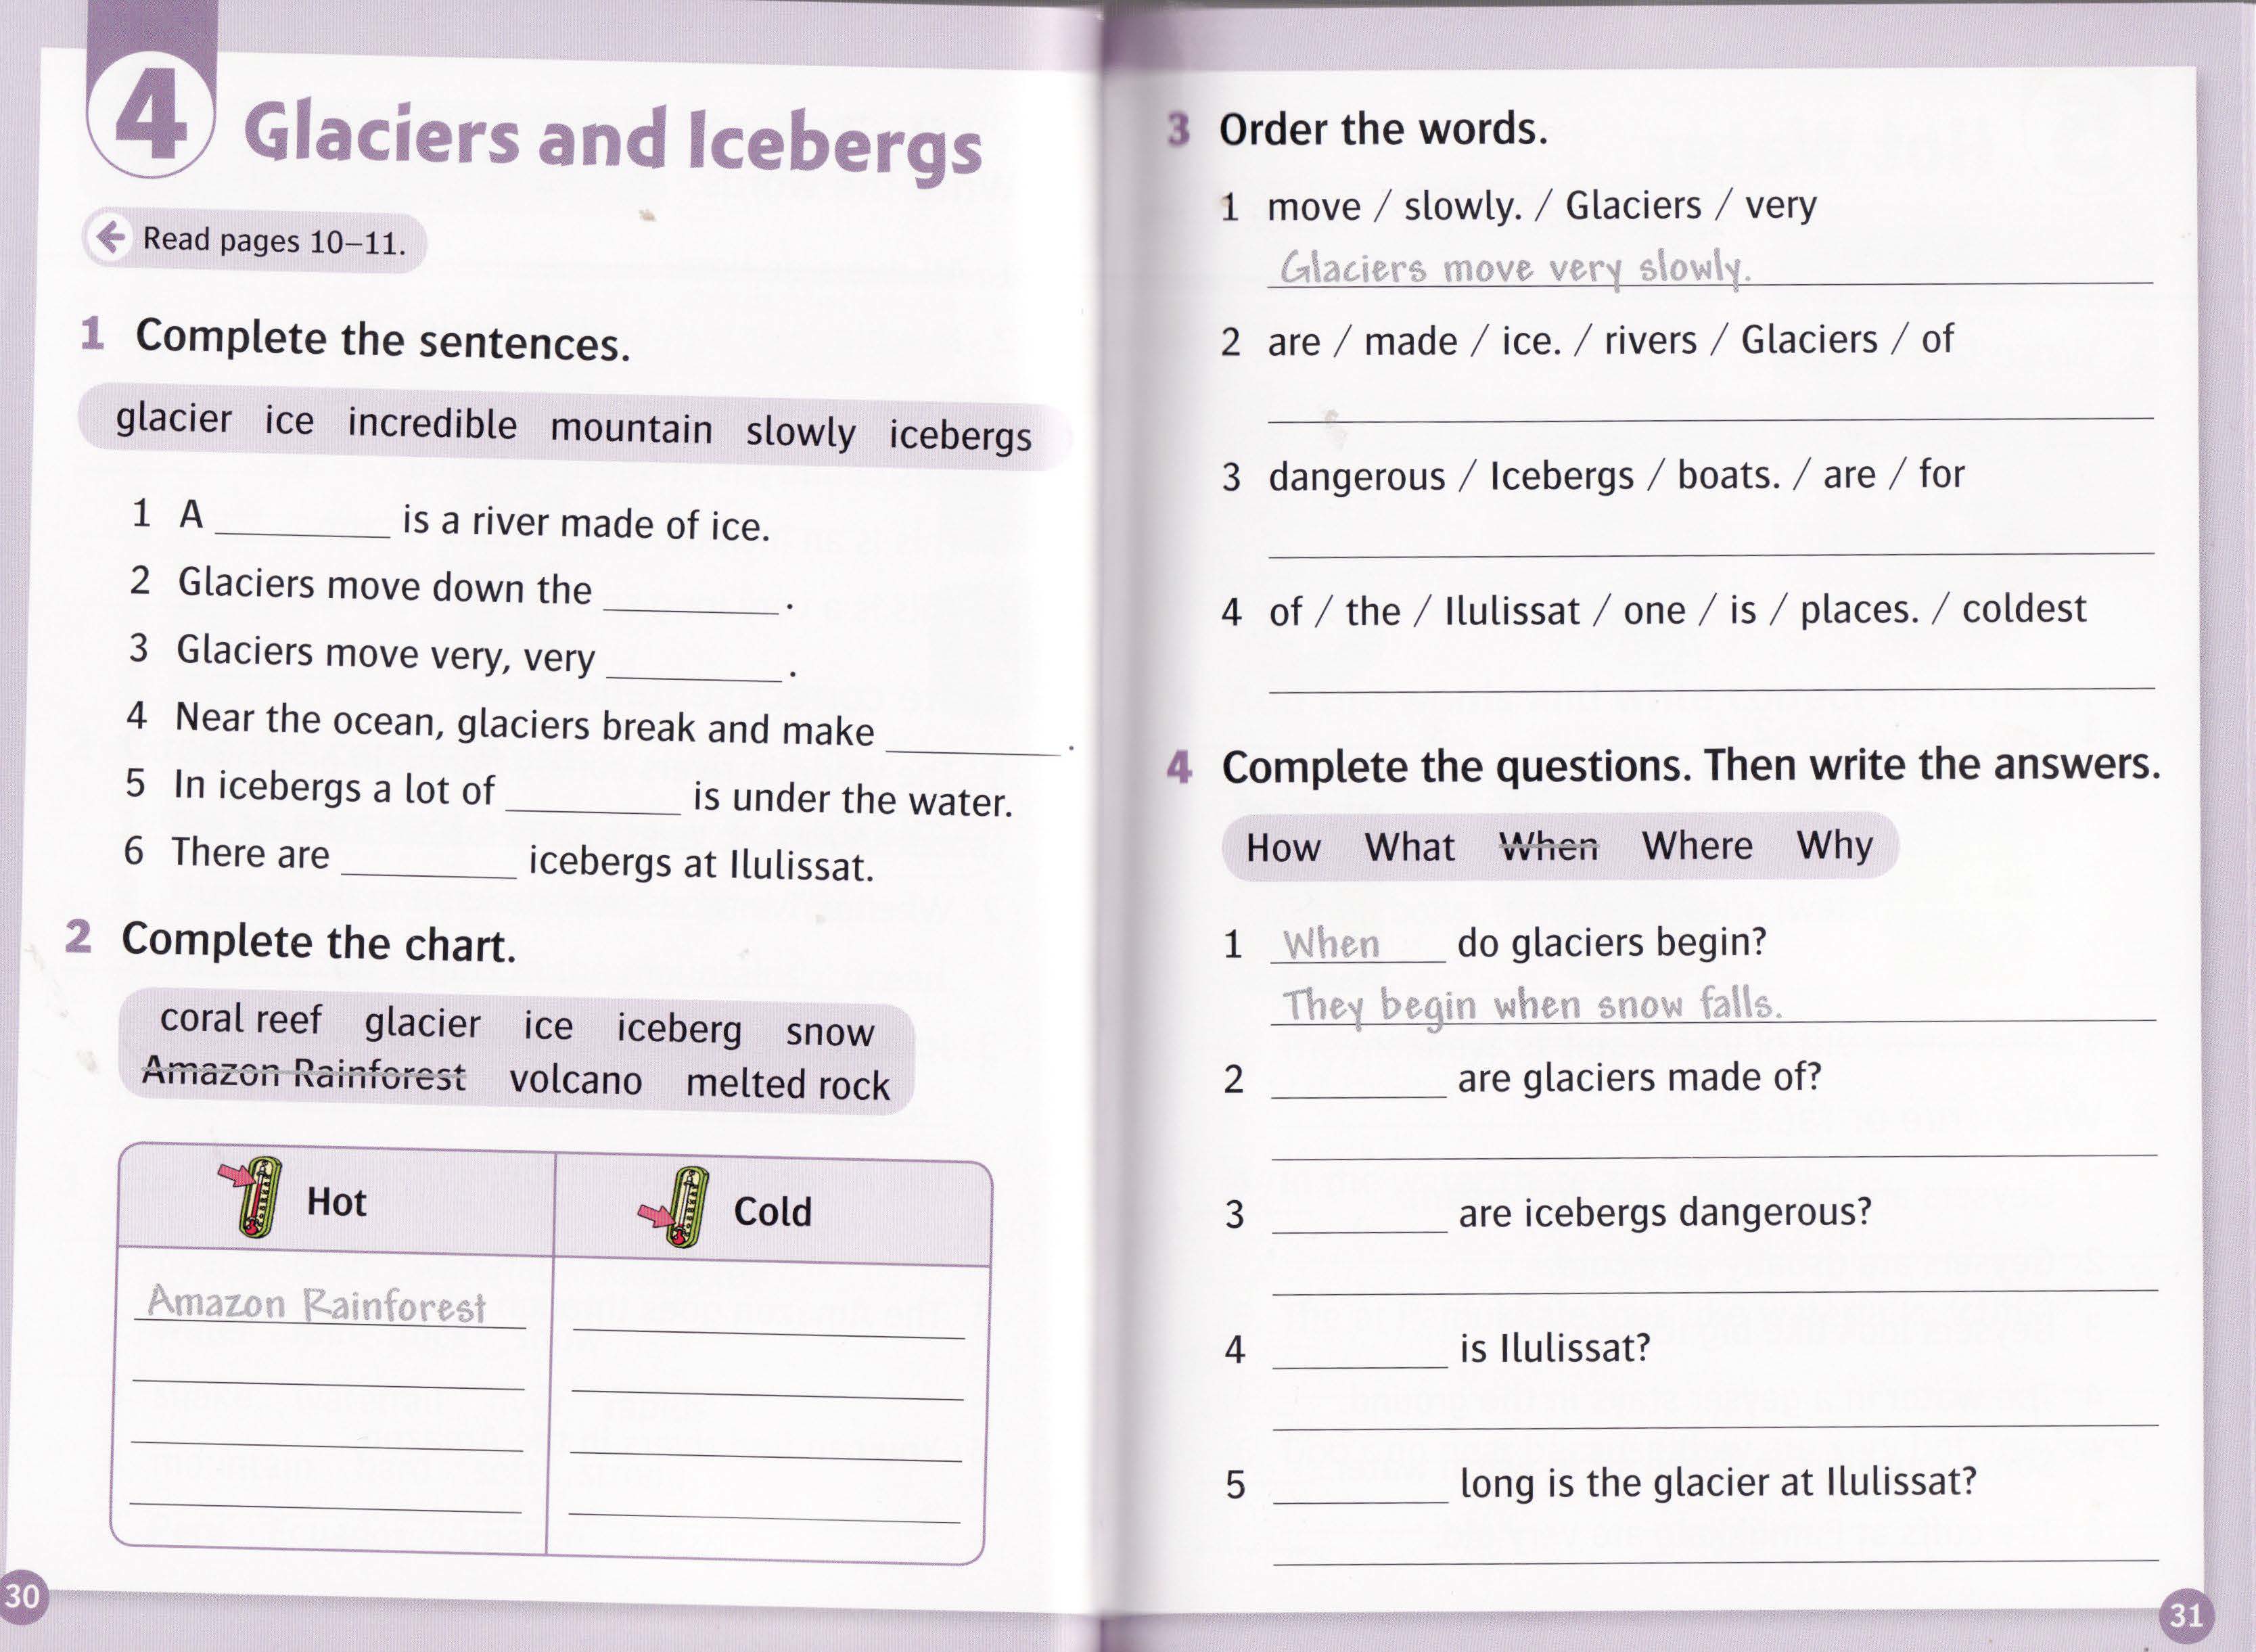 4 Glaciers and Icebergs
Read pages 10–11.
1 Complete the sentences.
glacier ice incredible mountain slowly icebergs
1 A ________ is a river made of ice.
2 Glaciers move down the ________.
3 Glaciers move very, very ________.
4 Near the ocean, glaciers break and make ________.
5 In icebergs a lot of ________ is under the water.
6 There are ________ icebergs at Ilulissat.
2 Complete the chart.
coral reef glacier ice iceberg snow
Amazon Rainforest volcano melted rock
Hot Cold
Amazon Rainforest
30
3 Order the words.
1 move / slowly. / Glaciers / very
Glaciers move very slowly.
2 are / made / ice. / rivers / Glaciers / of
3 dangerous / Icebergs / boats. / are / for
4 of / the / Ilulissat / one / is / places. / coldest
4 Complete the questions. Then write the answers.
How What When Where Why
1 When do glaciers begin?
They begin when snow falls.
2 ________ are glaciers made of?
3 ________ are icebergs dangerous?
4 ________ is Ilulissat?
5 ________ long is the glacier at Ilulissat?
31